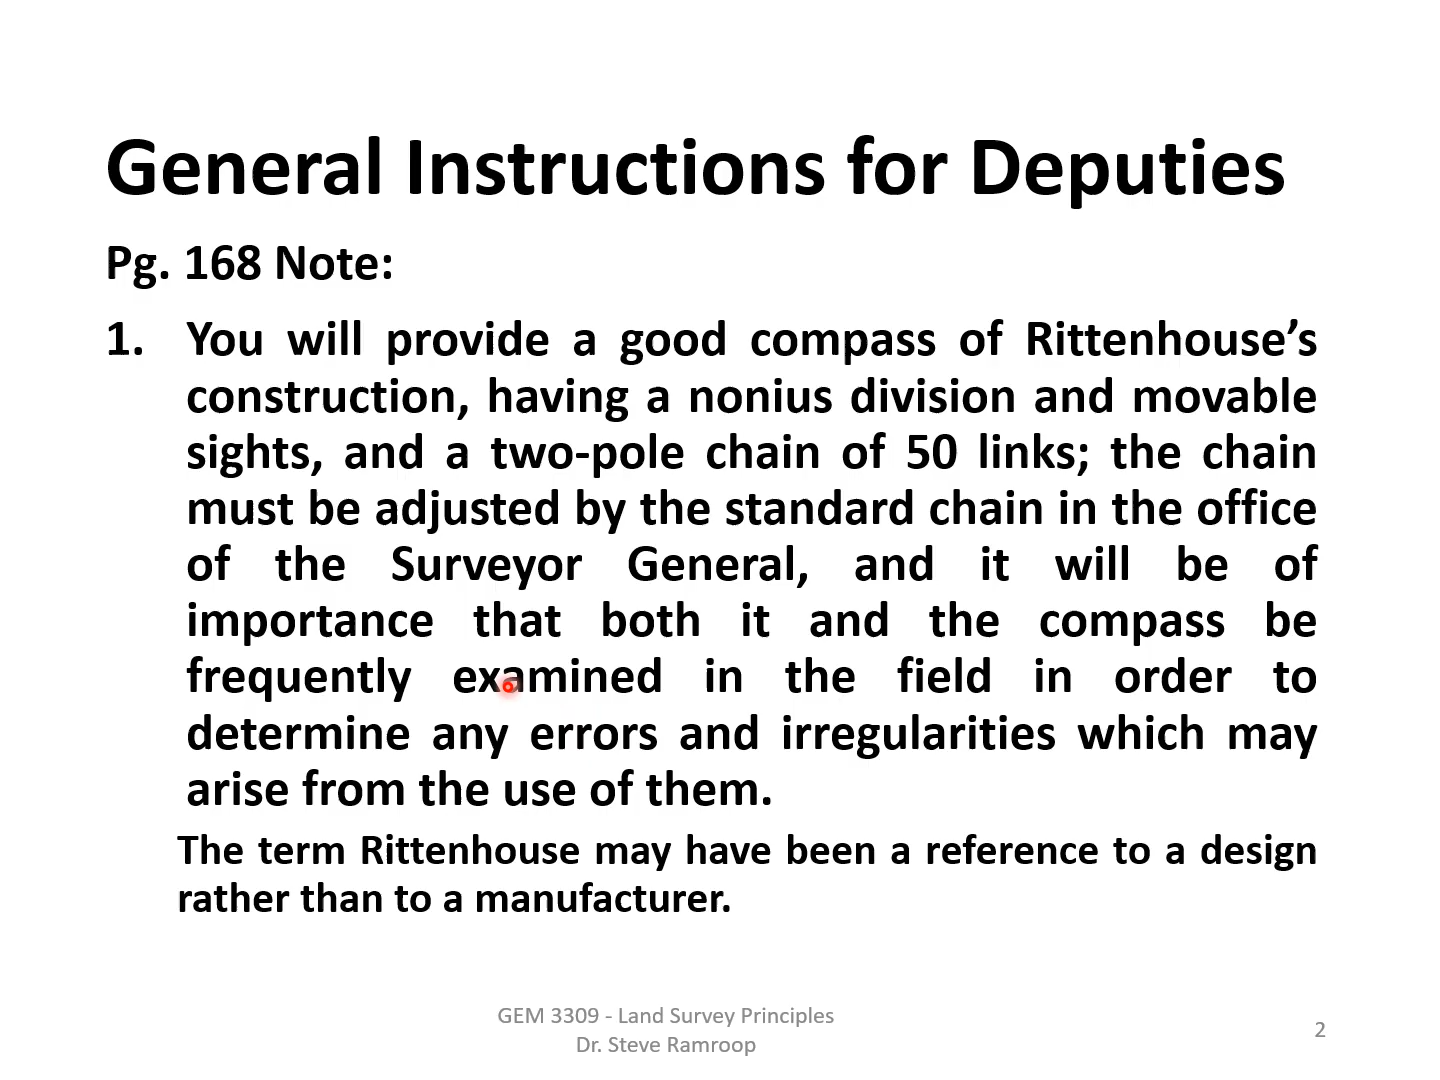 General Instructions for Deputies
Pg. 168 Note:
1. You will provide a good compass of Rittenhouse’s
construction, having a nonius division and movable
sights, and a two-pole chain of 50 links; the chain
must be adjusted by the standard chain in the office
of the Surveyor General, and it will be of
importance that both it and the compass be
frequently examined in the field in order to
determine any errors and irregularities which may
arise from the use of them.
The term Rittenhouse may have been a reference to a design
rather than to a manufacturer.
GEM 3309 - Land Survey Principles
Dr. Steve Ramroop
2